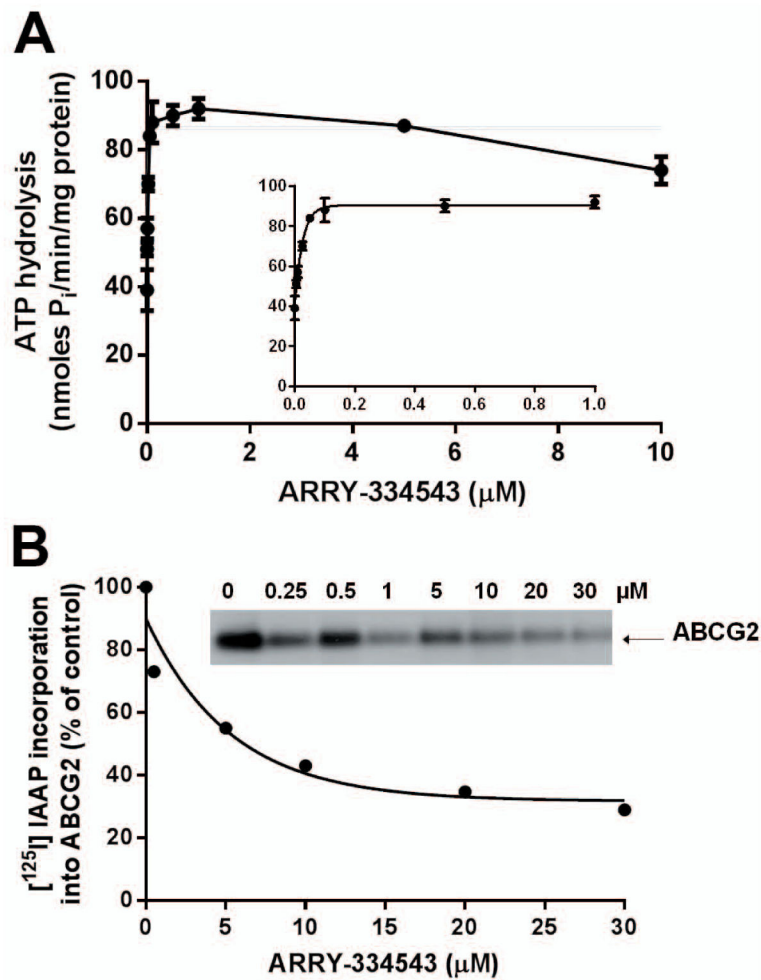 A
ATP hydrolysis
(nmoles Pi/min/mg protein)
100
80
60
40
20
0
100
80
60
40
20
0
0.0 0.2 0.4 0.6 0.8 1.0
0 2 4 6 8 10
ARRY-334543 (μM)
B
[125I] IAAP incorporation
into ABCG2 (% of control)
100
80
60
40
20
0
0 0.25 0.5 1 5 10 20 30 μM
ABCG2
0 5 10 15 20 25 30
ARRY-334543 (μM)